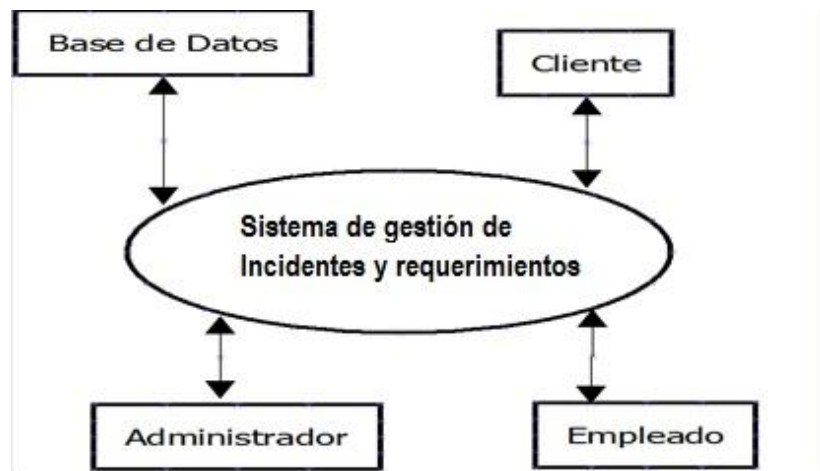 Base de Datos
Cliente
Sistema de gestión de
Incidentes y requerimientos
Administrador
Empleado